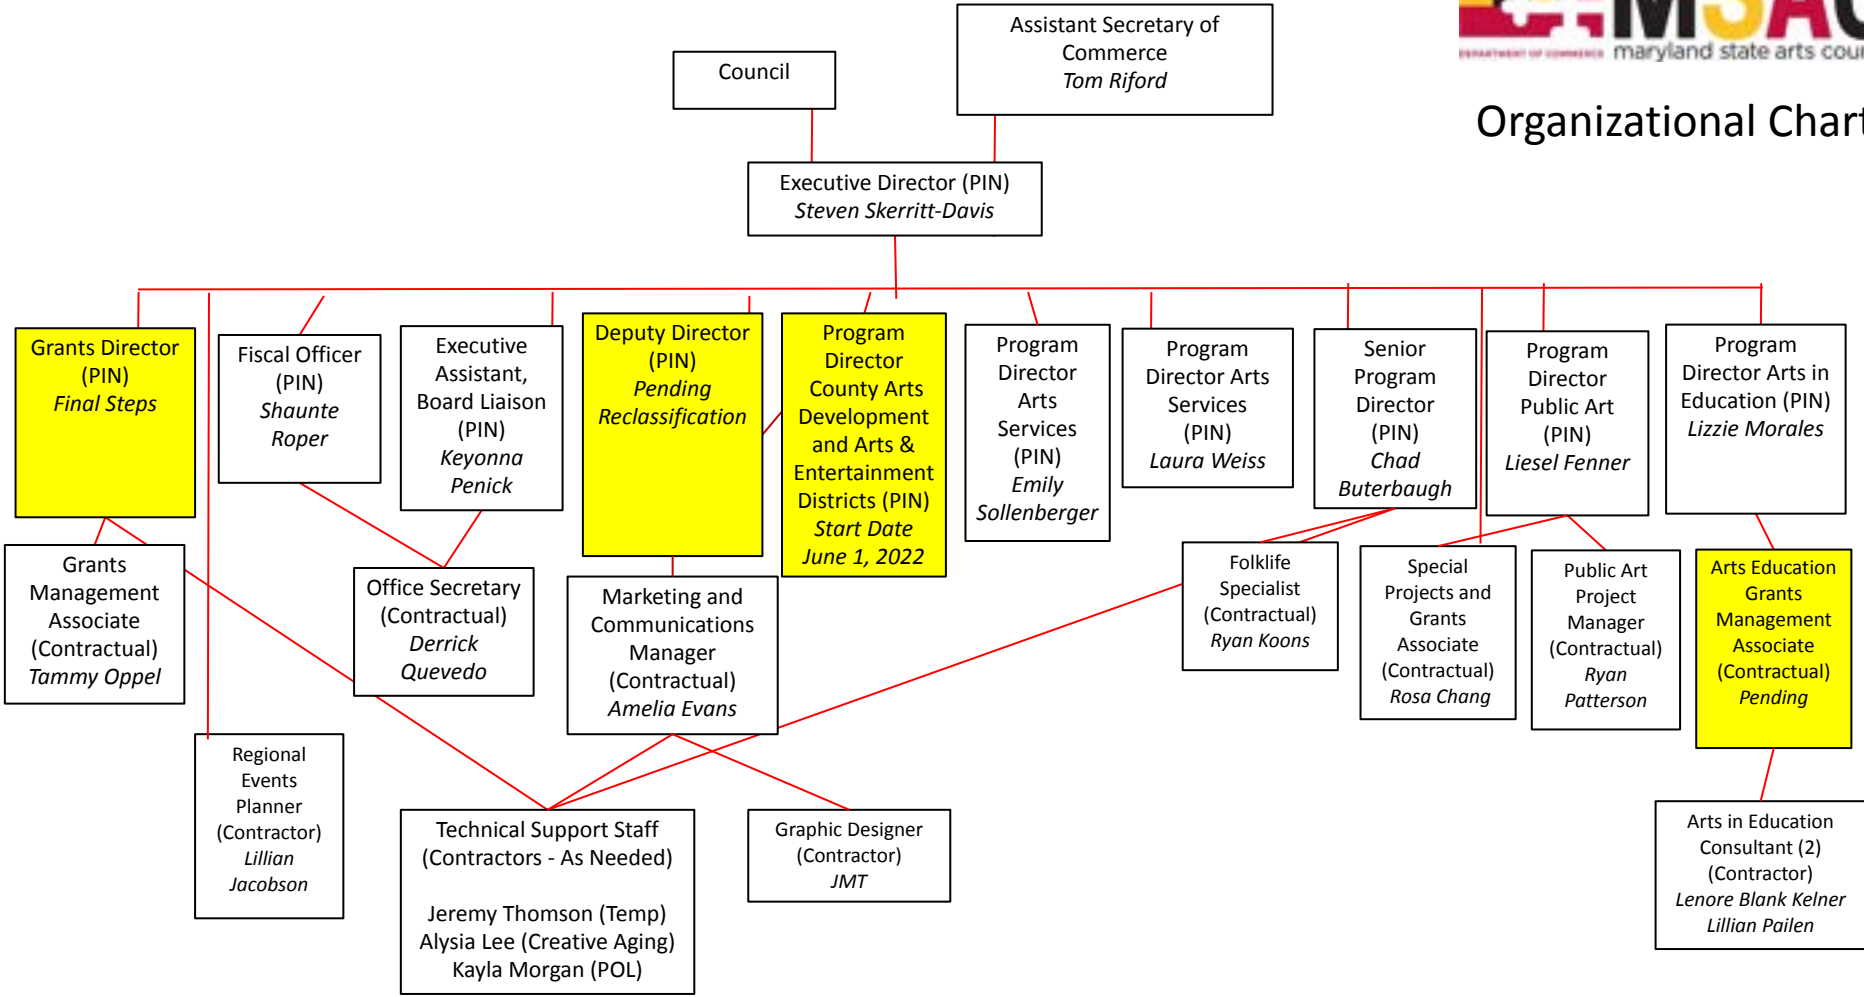 MSAC
DEPARTMENT OF COMMERCE
maryland state arts coun
Organizational Chart
Council
Assistant Secretary of
Commerce
Tom Riford
Executive Director (PIN)
Steven Skerritt-Davis
Grants Director
(PIN)
Final Steps
Fiscal Officer
(PIN)
Shaunte
Roper
Executive
Assistant,
Board Liaison
(PIN)
Keyonna
Penick
Deputy Director
(PIN)
Pending
Reclassification
Program
Director
County Arts
Development
and Arts &
Entertainment
Districts (PIN)
Start Date
June 1, 2022
Program
Director
Arts
Services
(PIN)
Emily
Sollenberger
Program
Director Arts
Services
(PIN)
Laura Weiss
Senior
Program
Director
(PIN)
Chad
Buterbaugh
Program
Director
Public Art
(PIN)
Liesel Fenner
Program
Director Arts in
Education (PIN)
Lizzie Morales
Grants
Management
Associate
(Contractual)
Tammy Oppel
Office Secretary
(Contractual)
Derrick
Quevedo
Marketing and
Communications
Manager
(Contractual)
Amelia Evans
Folklife
Specialist
(Contractual)
Ryan Koons
Special
Projects and
Grants
Associate
(Contractual)
Rosa Chang
Public Art
Project
Manager
(Contractual)
Ryan
Patterson
Arts Education
Grants
Management
Associate
(Contractual)
Pending
Regional
Events
Planner
(Contractor)
Lillian
Jacobson
Technical Support Staff
(Contractors - As Needed)
Jeremy Thomson (Temp)
Alysia Lee (Creative Aging)
Kayla Morgan (POL)
Graphic Designer
(Contractor)
JMT
Arts in Education
Consultant (2)
(Contractor)
Lenore Blank Kelner
Lillian Pailen